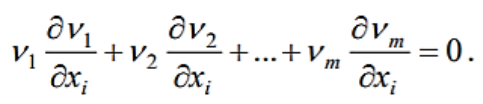 ν₁ ∂ν₁/∂xᵢ + ν₂ ∂ν₂/∂xᵢ + ... + νₘ ∂νₘ/∂xᵢ = 0.